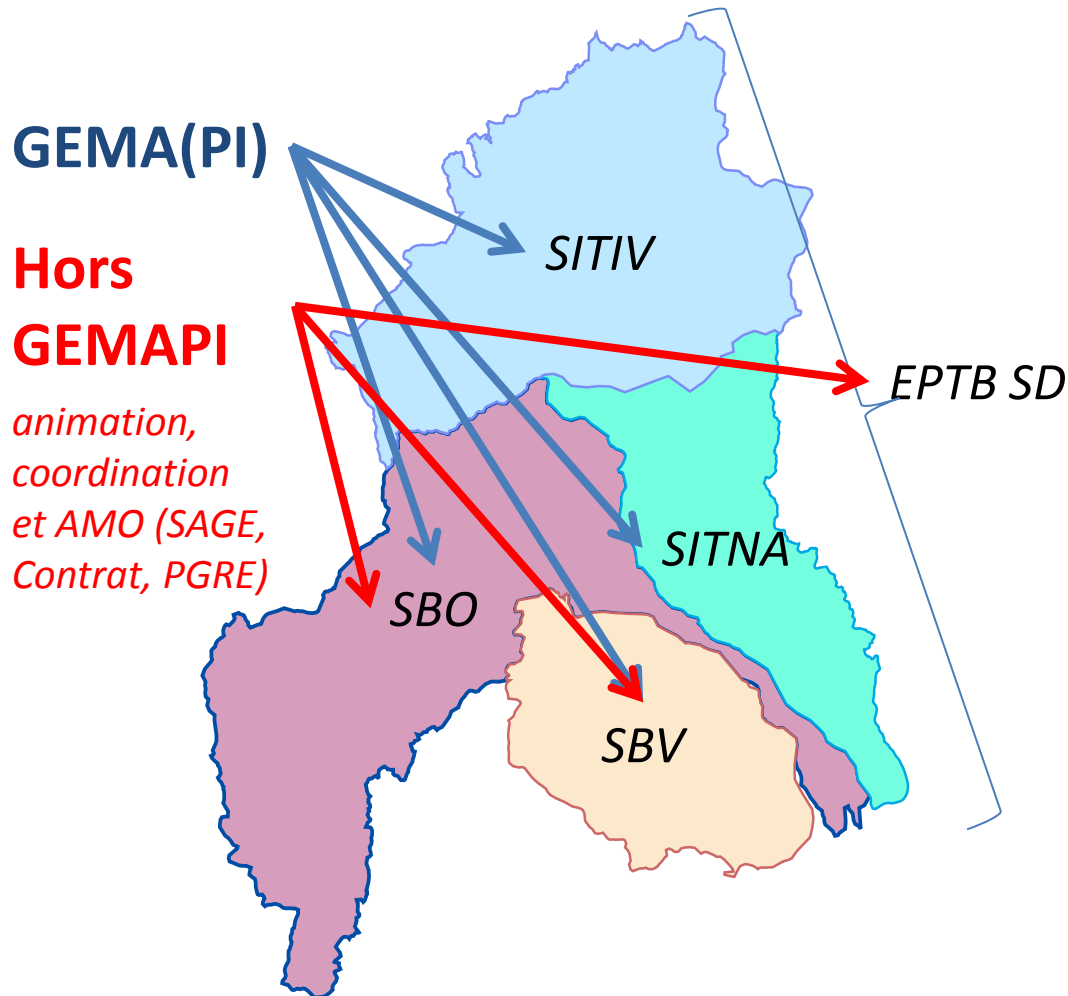 GEMA(PI)
Hors
GEMAPI
animation,
coordination
et AMO (SAGE,
Contrat, PGRE)
SITIV
EPTB SD
SITNA
SBO
SBV